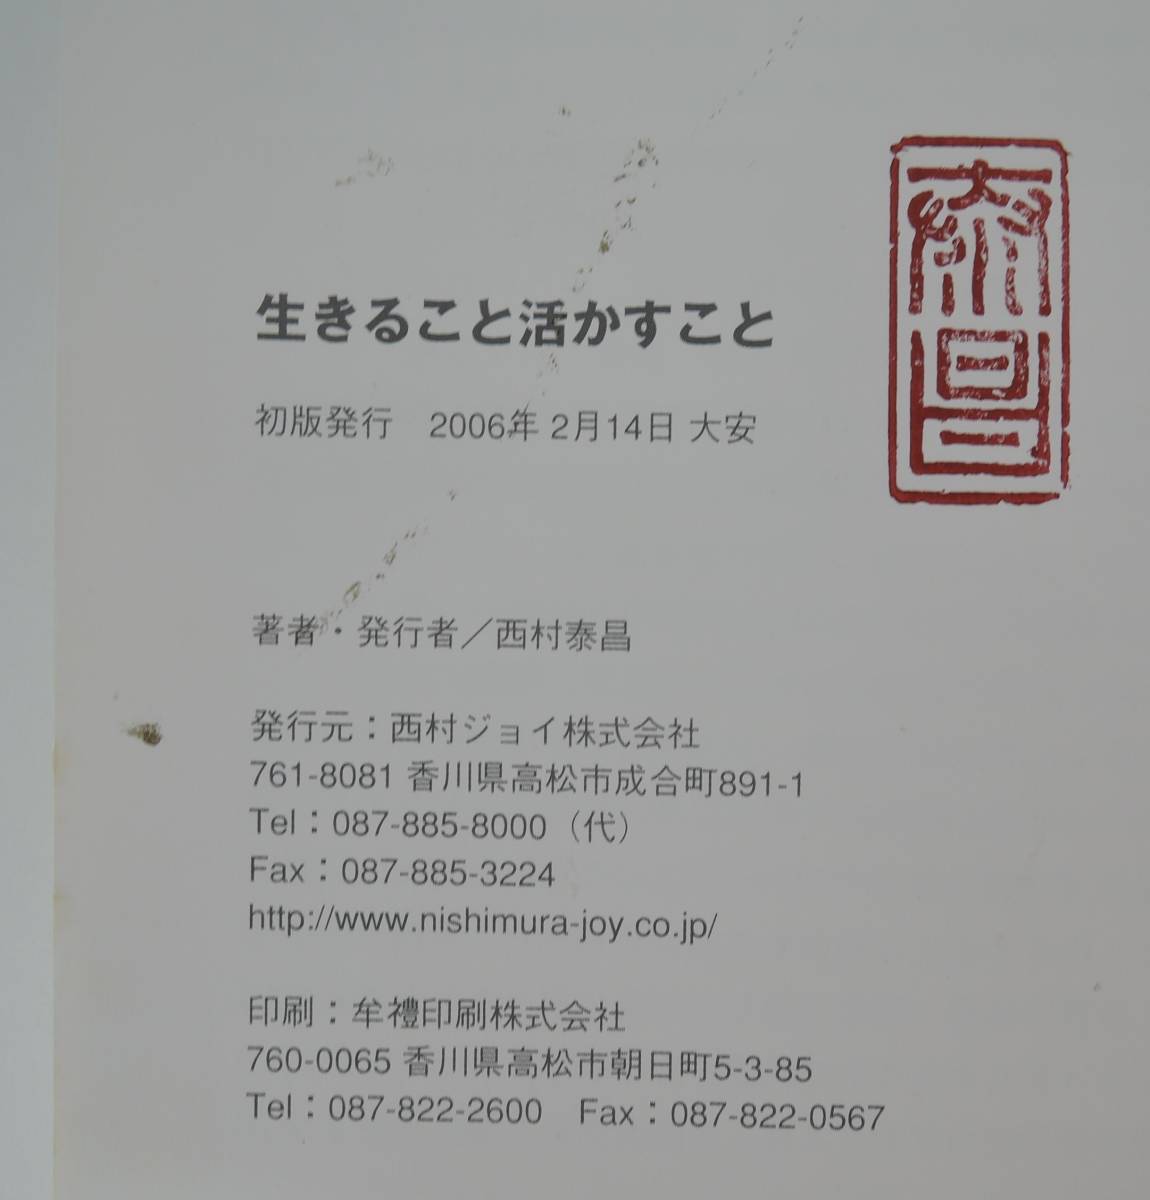 生きること活かすこと
初版発行　2006年 2月14日 大安
泰昌
著者・発行者／西村泰昌
発行元：西村ジョイ株式会社
761-8081 香川県高松市成合町891-1
Tel：087-885-8000（代）
Fax：087-885-3224
http://www.nishimura-joy.co.jp/
印刷：牟禮印刷株式会社
760-0065 香川県高松市朝日町5-3-85
Tel：087-822-2600　Fax：087-822-0567